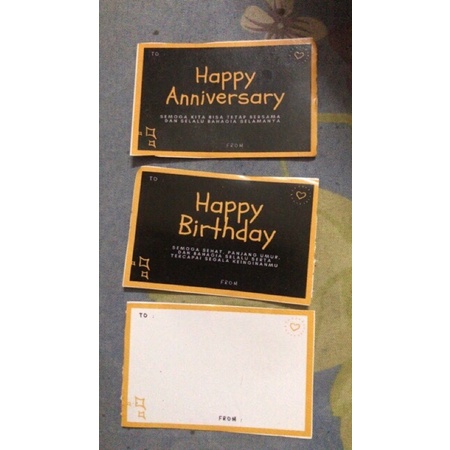 TO :
Happy
Anniversary
SEMOGA KITA BISA TETAP BERSAMA
DAN SELALU BAHAGIA SELAMANYA
FROM :
TO :
Happy
Birthday
SEMOGA SEHAT, PANJANG UMUR,
DAN BAHAGIA SELALU SERTA
TERCAPAI SEGALA KEINGINANMU
FROM :
TO :
FROM :